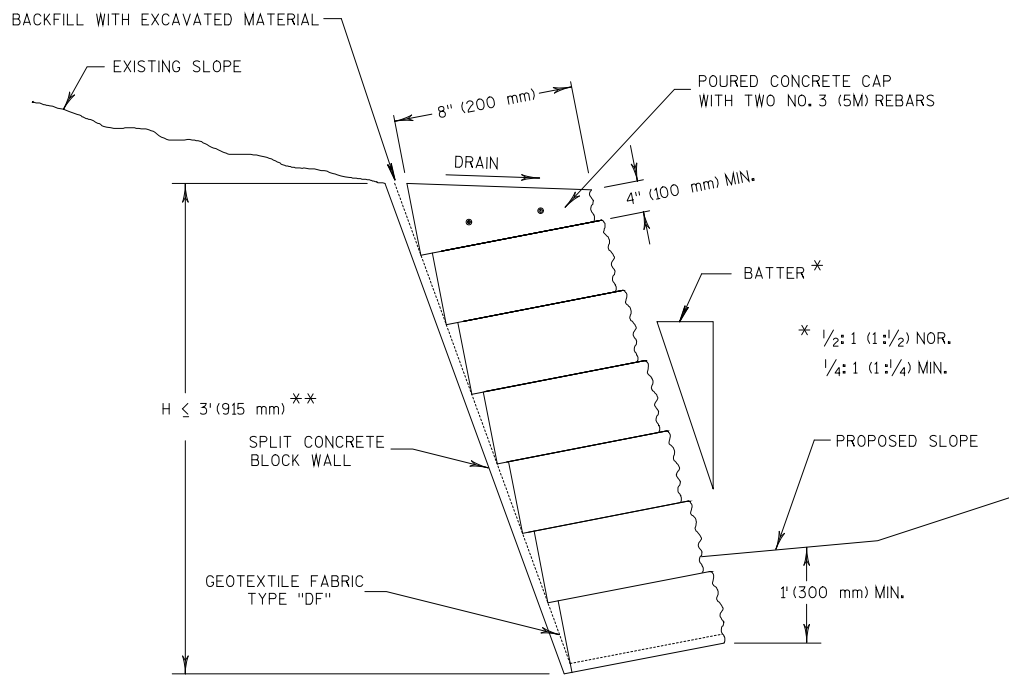 BACKFILL WITH EXCAVATED MATERIAL
EXISTING SLOPE
8" (200 mm)
POURED CONCRETE CAP
WITH TWO NO. 3 (5M) REBARS
DRAIN
4" (100 mm) MIN.
BATTER *
* 1/2: 1 (1:1/2) NOR.
1/4: 1 (1:1/4) MIN.
H ≤ 3' (915 mm) **
SPLIT CONCRETE
BLOCK WALL
PROPOSED SLOPE
GEOTEXTILE FABRIC
TYPE "DF"
1' (300 mm) MIN.